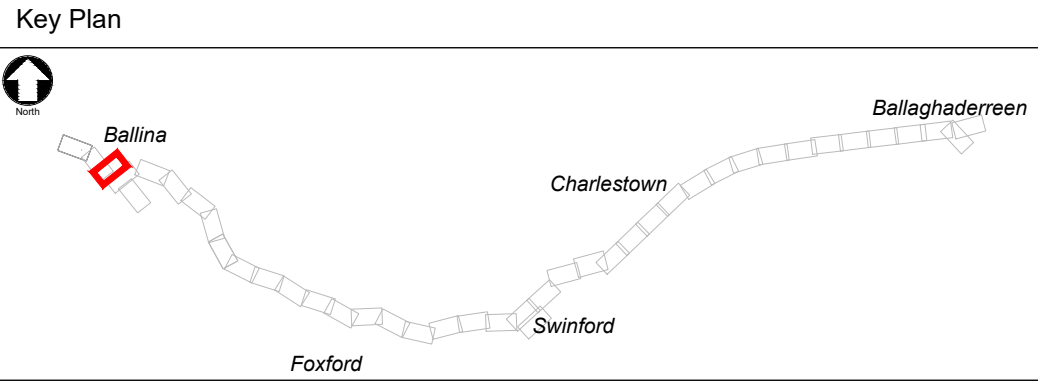 Key Plan
North
Ballina
Ballaghaderreen
Charlestown
Swinford
Foxford